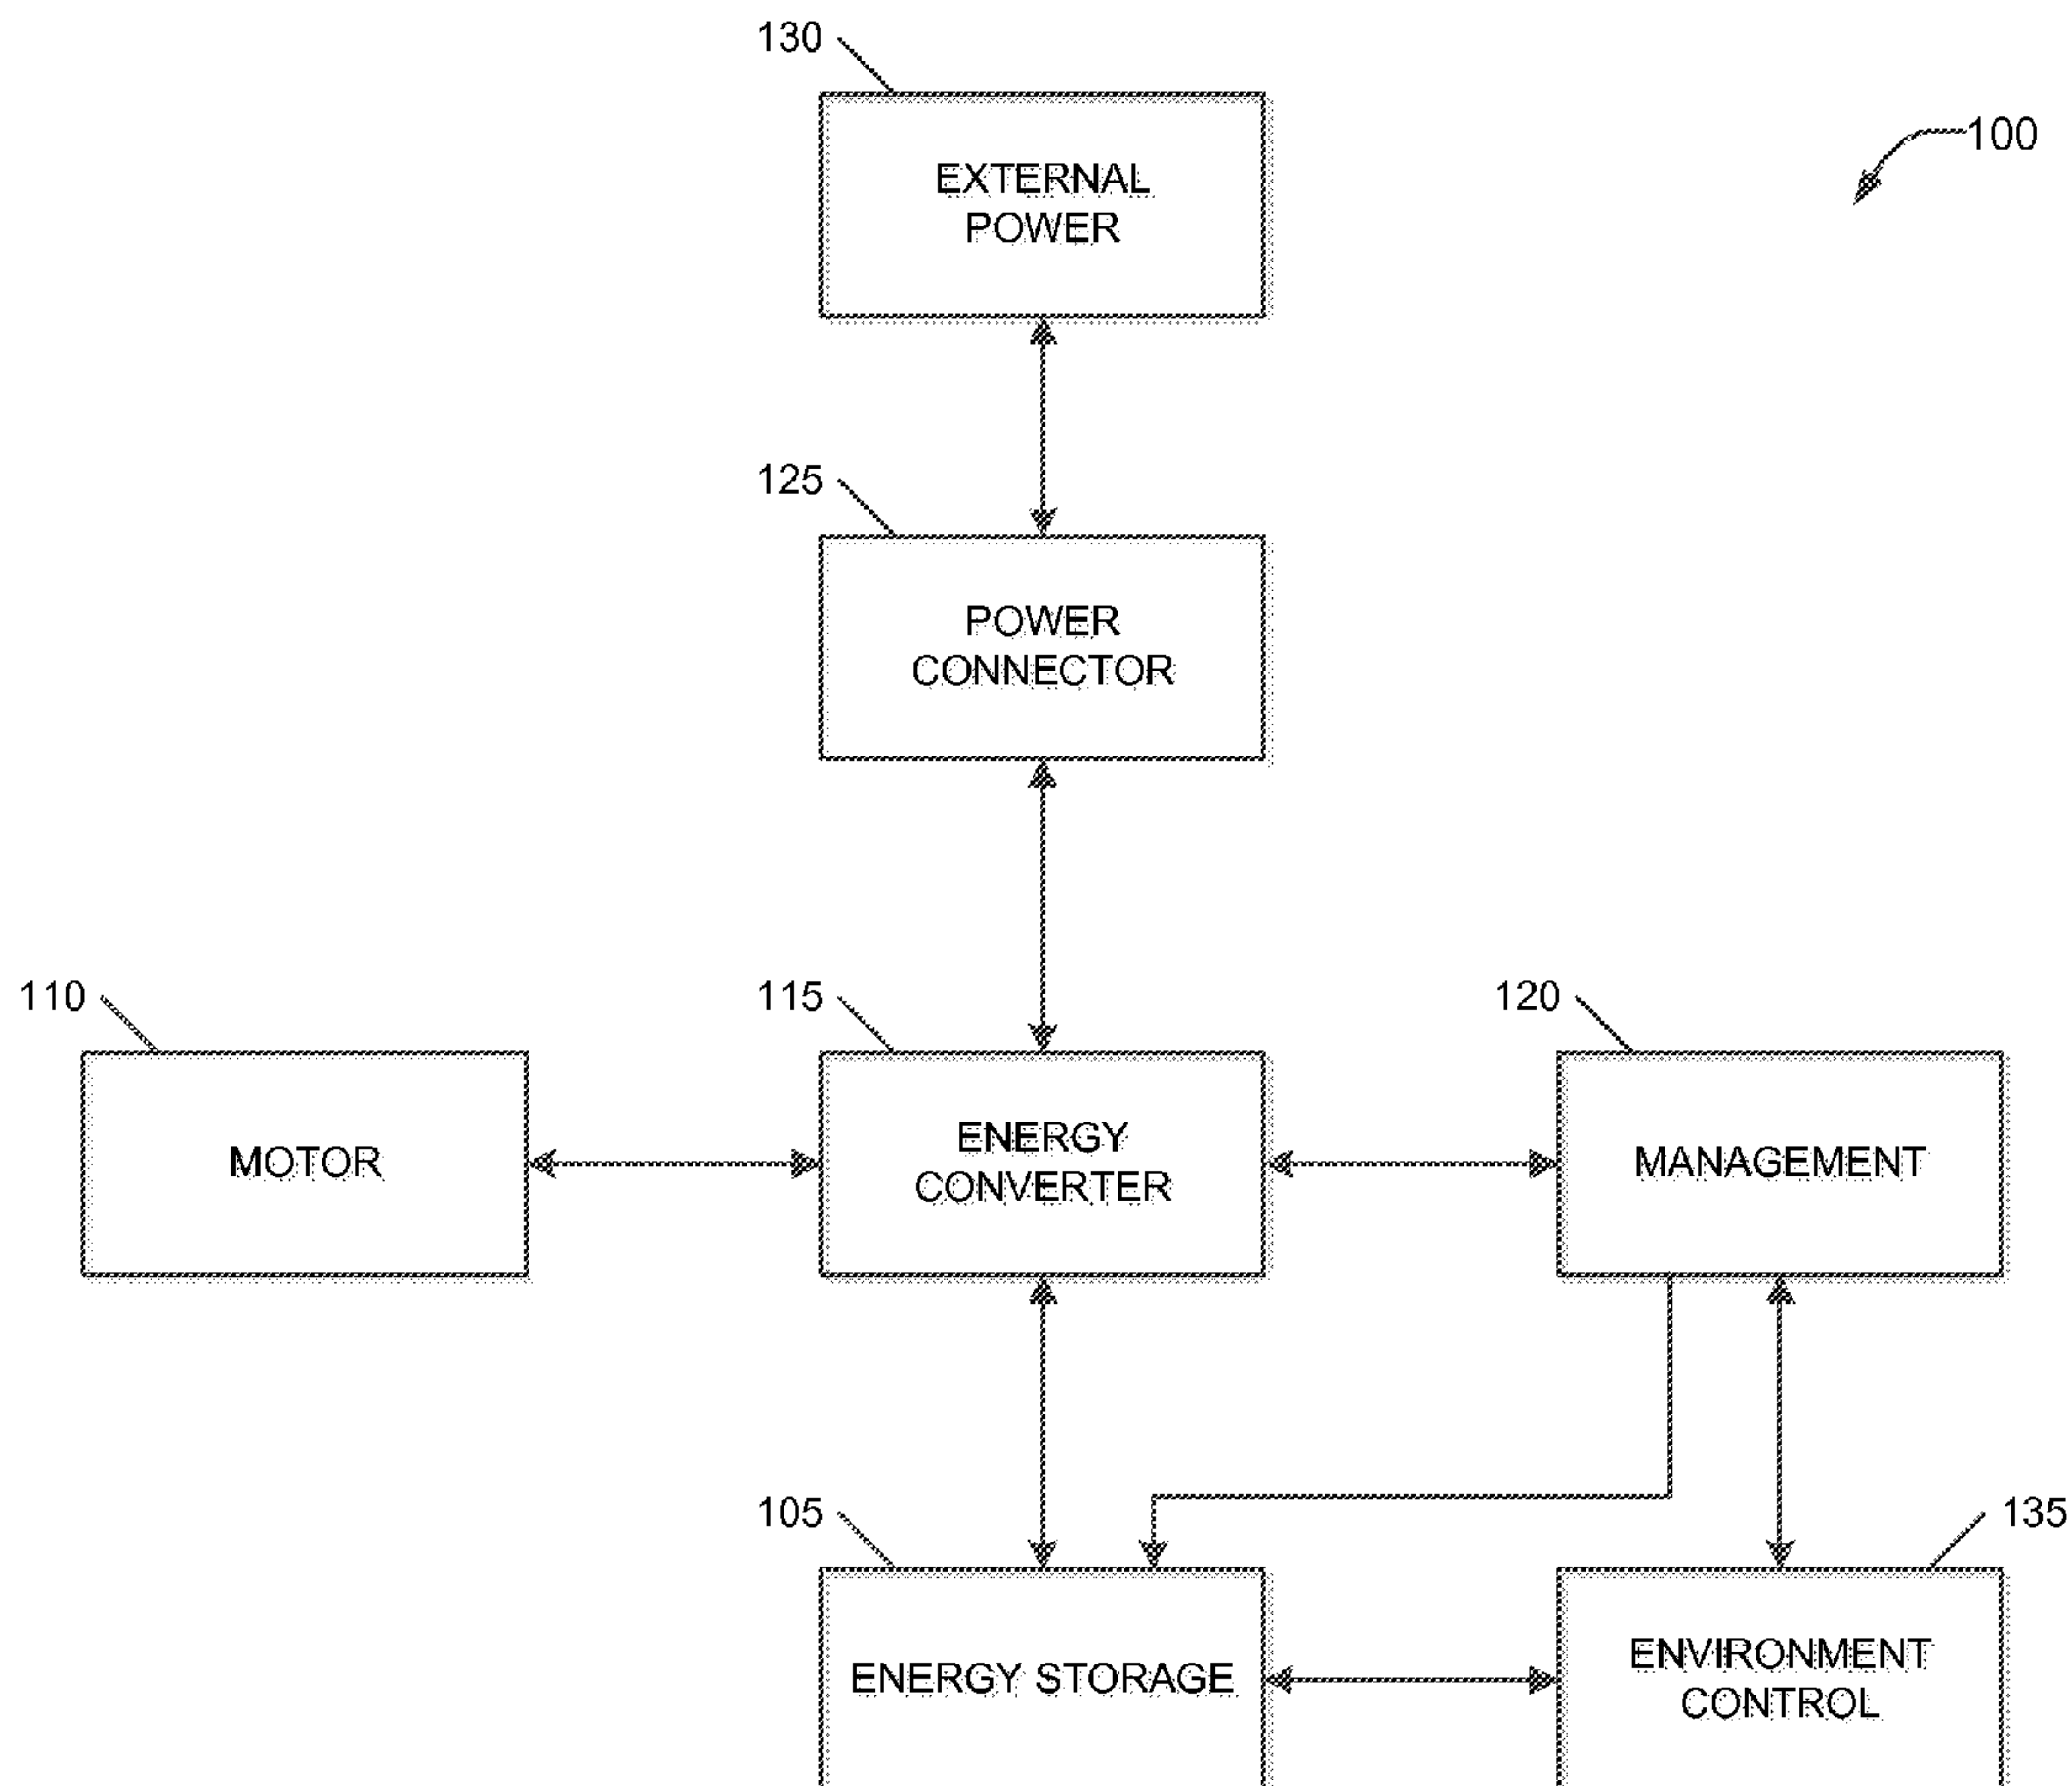 130
100
EXTERNAL
POWER
125
POWER
CONNECTOR
110
115
120
MOTOR
ENERGY
CONVERTER
MANAGEMENT
105
135
ENERGY STORAGE
ENVIRONMENT
CONTROL